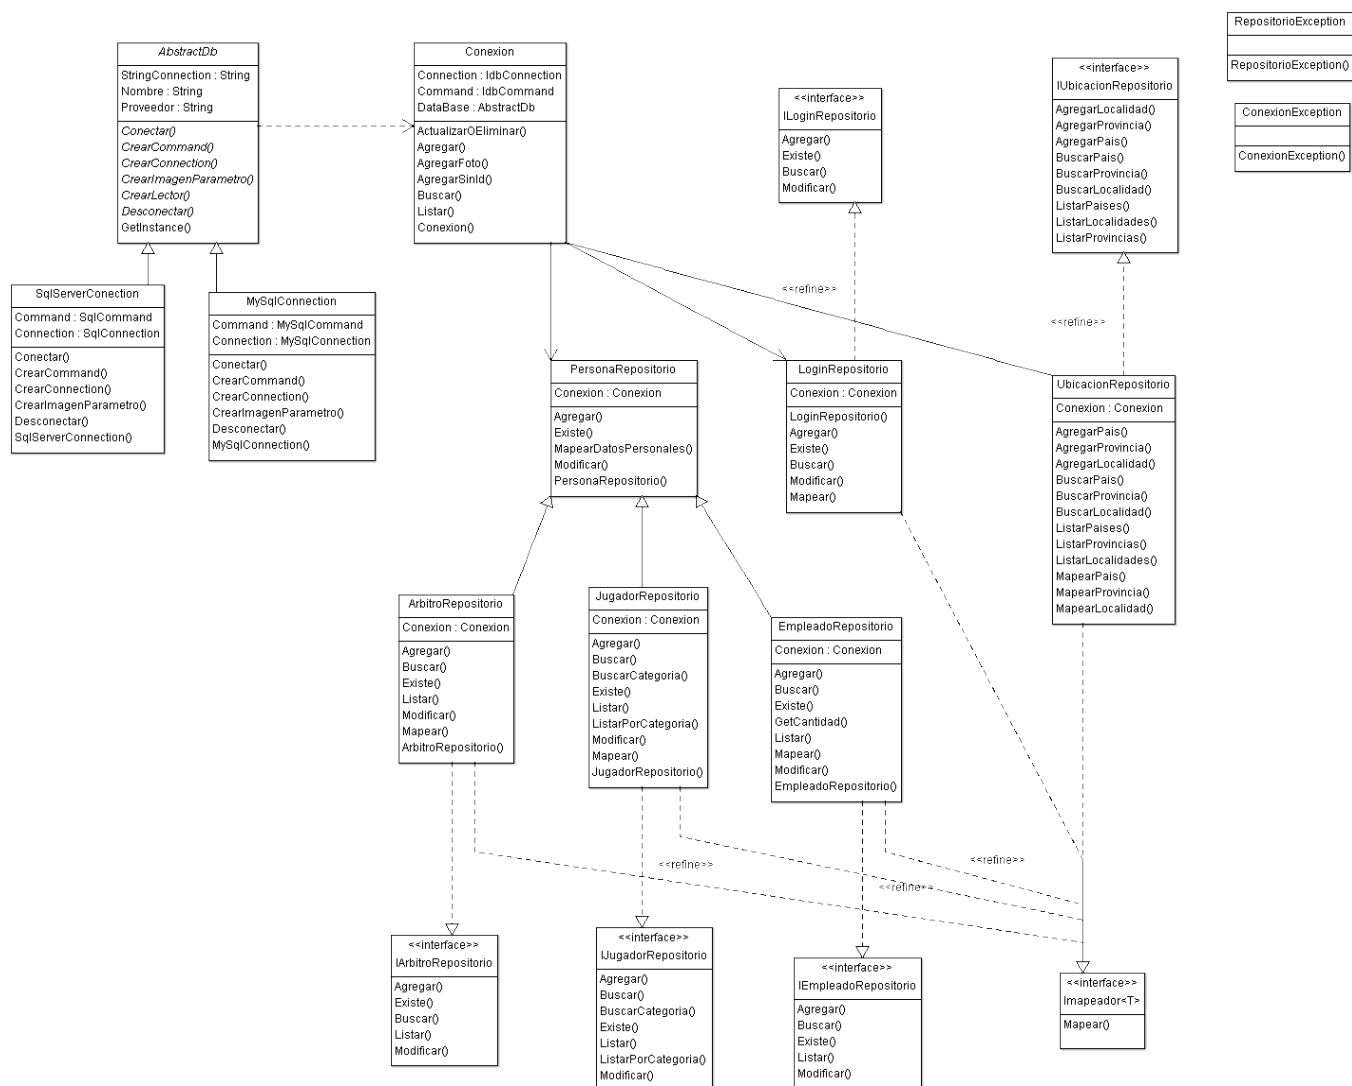 AbstractDb
StringConnection : String
Nombre : String
Proveedor : String
Conectar()
CrearCommand()
CrearConnection()
CrearImagenParametro()
CrearLector()
Desconectar()
GetInstance()
Conexion
Connection : IdbConnection
Command : IdbCommand
DataBase : AbstractDb
ActualizarOEliminar()
Agregar()
AgregarFoto()
AgregarSinId()
Buscar()
Listar()
Conexion()
<<interface>>
ILoginRepositorio
Agregar()
Existe()
Buscar()
Modificar()
<<interface>>
IUbicacionRepositorio
AgregarLocalidad()
AgregarProvincia()
AgregarPais()
BuscarPais()
BuscarProvincia()
BuscarLocalidad()
ListarPaises()
ListarLocalidades()
ListarProvincias()
RepositorioException
RepositorioException()
ConexionException
ConexionException()
SqlServerConection
Command : SqlCommand
Connection : SqlConnection
Conectar()
CrearCommand()
CrearConnection()
CrearImagenParametro()
Desconectar()
SqlServerConnection()
MySqlConnection
Command : MySqlCommand
Connection : MySqlConnection
Conectar()
CrearCommand()
CrearConnection()
CrearImagenParametro()
Desconectar()
MySqlConnection()
<<refine>>
<<refine>>
PersonaRepositorio
Conexion : Conexion
Agregar()
Existe()
MapearDatosPersonales()
Modificar()
PersonaRepositorio()
LoginRepositorio
Conexion : Conexion
LoginRepositorio()
Agregar()
Existe()
Buscar()
Modificar()
Mapear()
UbicacionRepositorio
Conexion : Conexion
AgregarPais()
AgregarProvincia()
AgregarLocalidad()
BuscarPais()
BuscarProvincia()
BuscarLocalidad()
ListarPaises()
ListarProvincias()
ListarLocalidades()
MapearPais()
MapearProvincia()
MapearLocalidad()
ArbitroRepositorio
Conexion : Conexion
Agregar()
Buscar()
Existe()
Listar()
Modificar()
Mapear()
ArbitroRepositorio()
JugadorRepositorio
Conexion : Conexion
Agregar()
Buscar()
BuscarCategoria()
Existe()
Listar()
ListarPorCategoria()
Modificar()
Mapear()
JugadorRepositorio()
EmpleadoRepositorio
Conexion : Conexion
Agregar()
Buscar()
Existe()
GetCantidad()
Listar()
Mapear()
Modificar()
EmpleadoRepositorio()
<<refine>>
<<refine>>
<<refine>>
<<interface>>
IArbitroRepositorio
Agregar()
Existe()
Buscar()
Listar()
Modificar()
<<interface>>
IJugadorRepositorio
Agregar()
Buscar()
BuscarCategoria()
Existe()
Listar()
ListarPorCategoria()
Modificar()
<<interface>>
IEmpleadoRepositorio
Agregar()
Buscar()
Existe()
Listar()
Modificar()
<<interface>>
Imapeador<T>
Mapear()